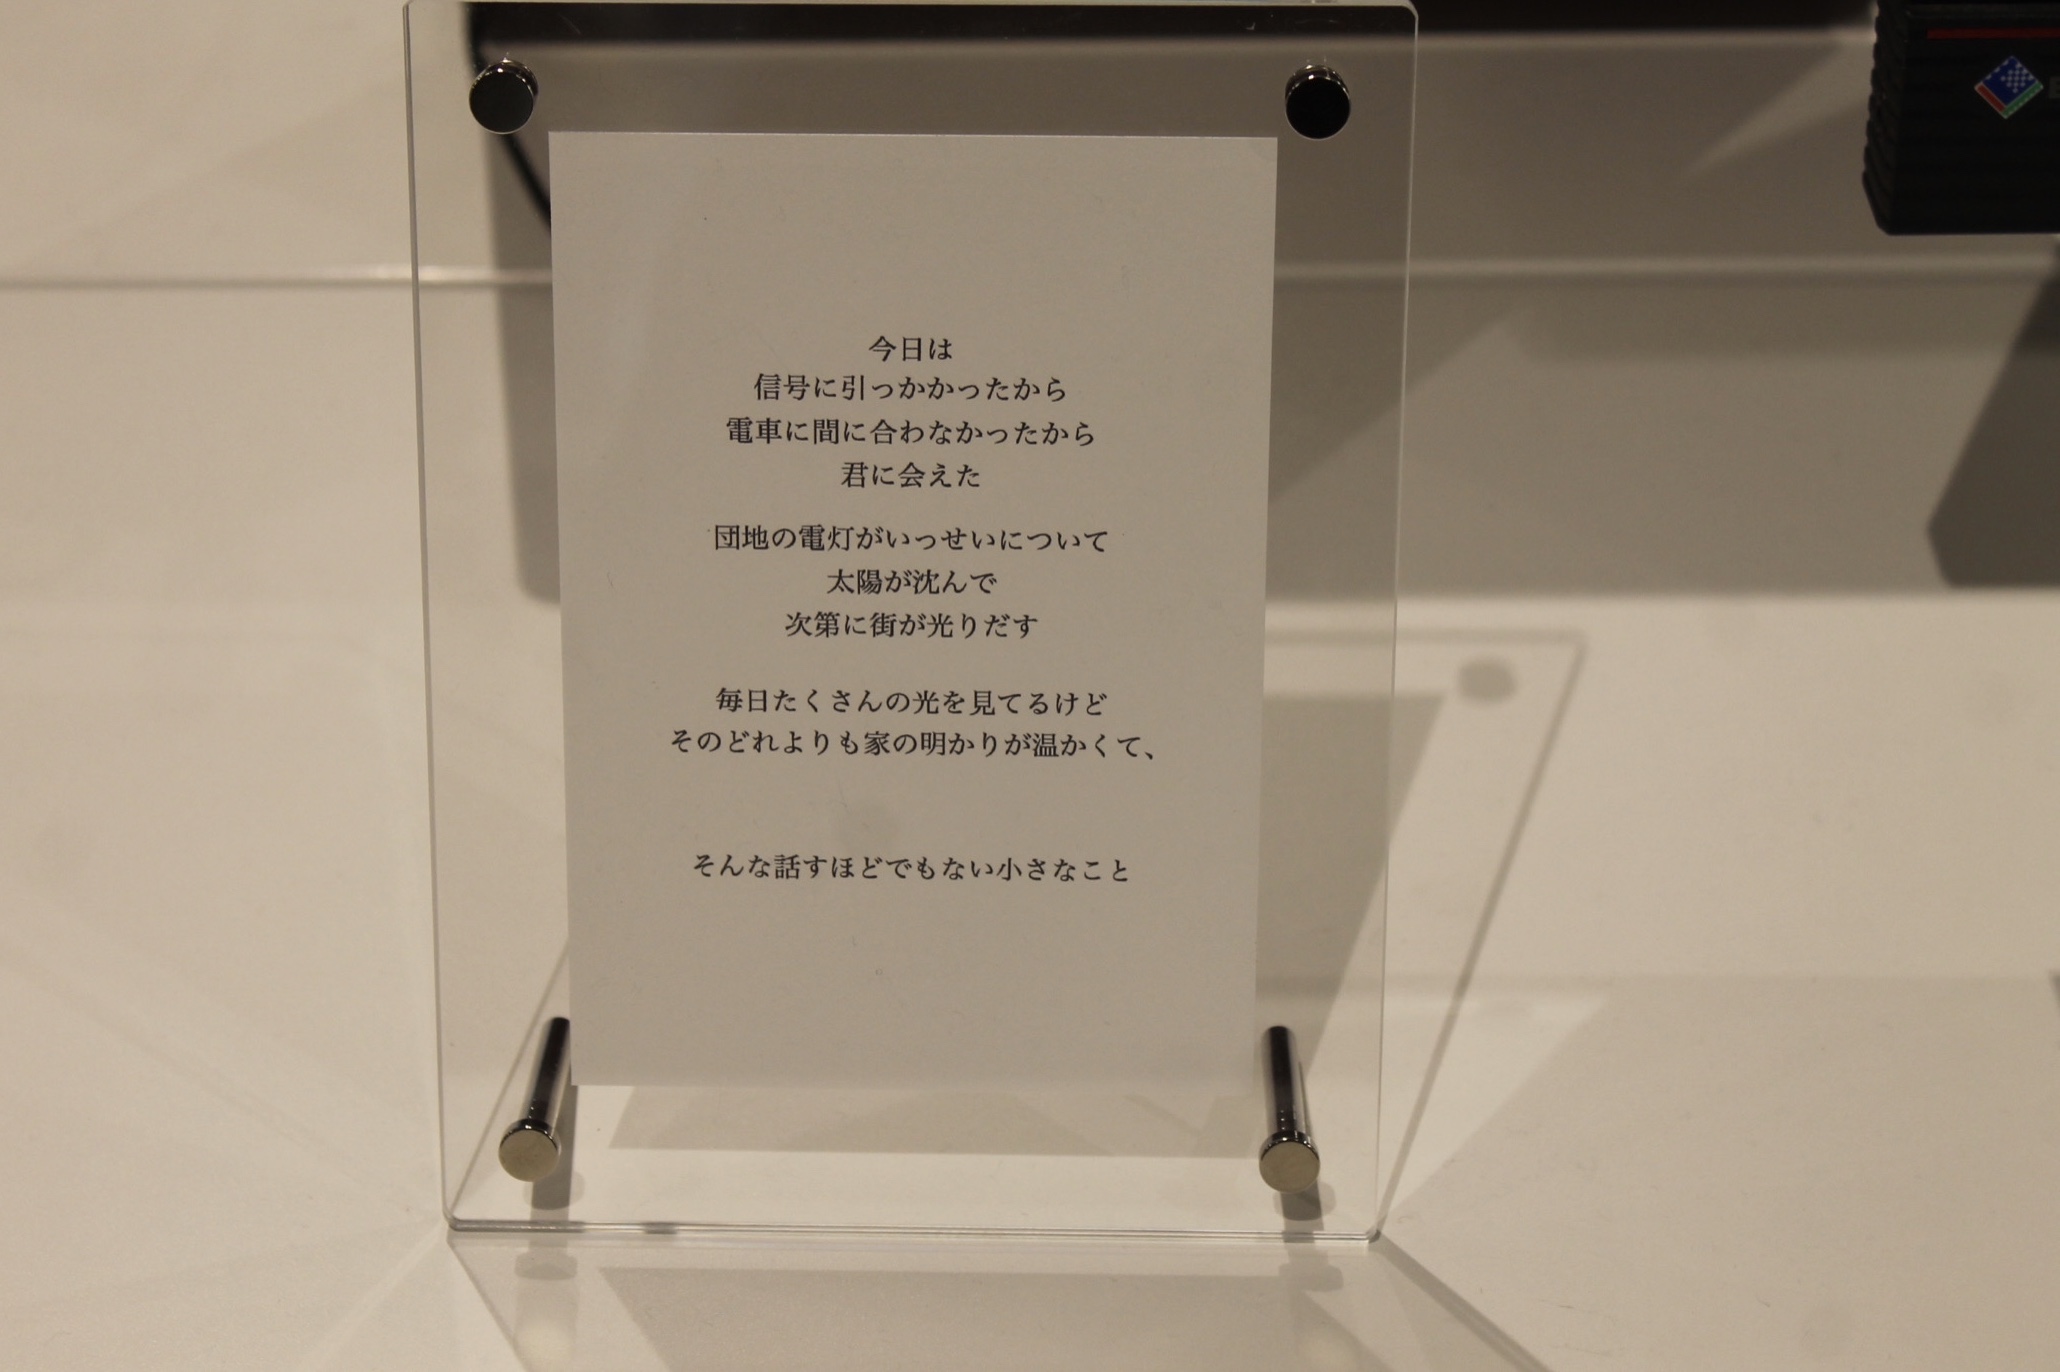 今日は
信号に引っかかったから
電車に間に合わなかったから
君に会えた
団地の電灯がいっせいについて
太陽が沈んで
次第に街が光りだす
毎日たくさんの光を見てるけど
そのどれよりも家の明かりが温かくて、
そんな話すほどでもない小さなこと